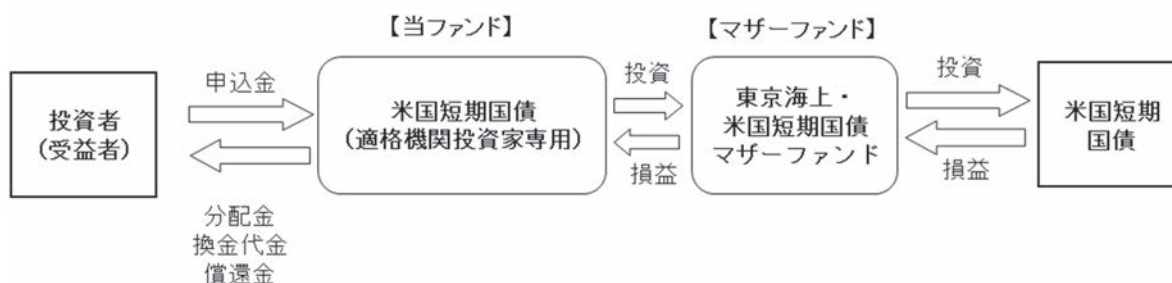 【当ファンド】
【マザーファンド】
投資者
(受益者)
申込金
分配金
換金代金
償還金
米国短期国債
(適格機関投資家専用)
投資
損益
東京海上・
米国短期国債
マザーファンド
投資
損益
米国短期
国債